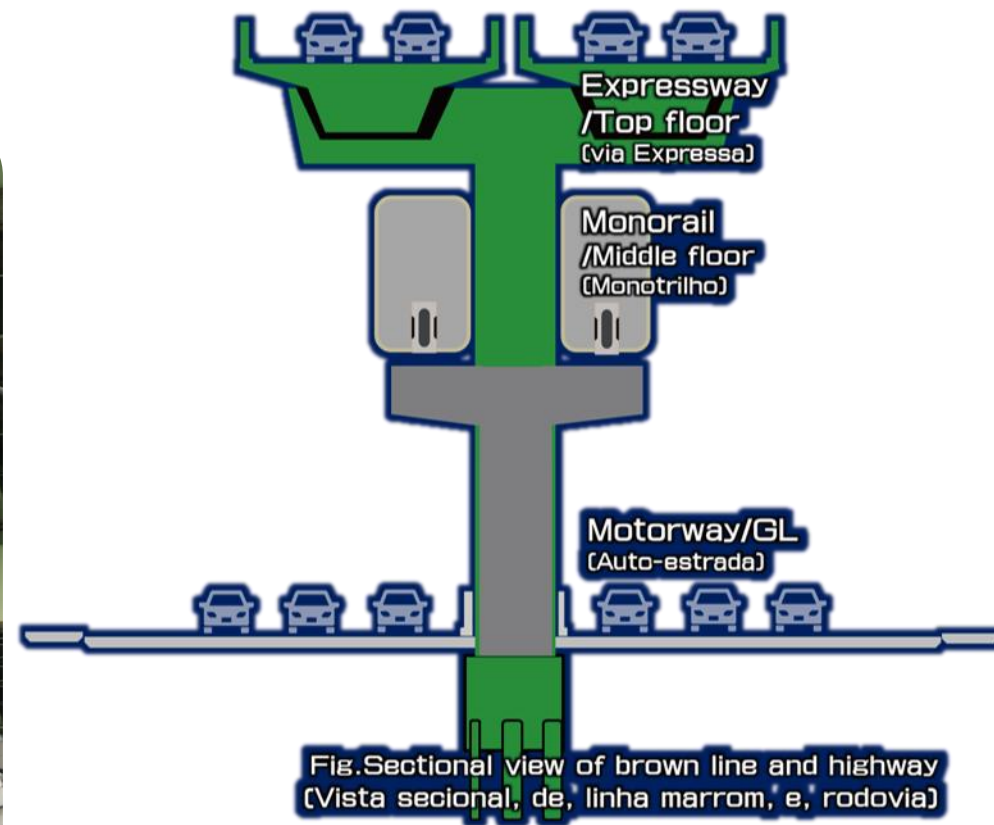 Expressway
/Top floor
(via Expressa)
Monorail
/Middle floor
(Monotrilho)
Motorway/GL
(Auto-estrada)
Fig.Sectional view of brown line and highway
(Vista secional, de, linha marrom, e, rodovia)